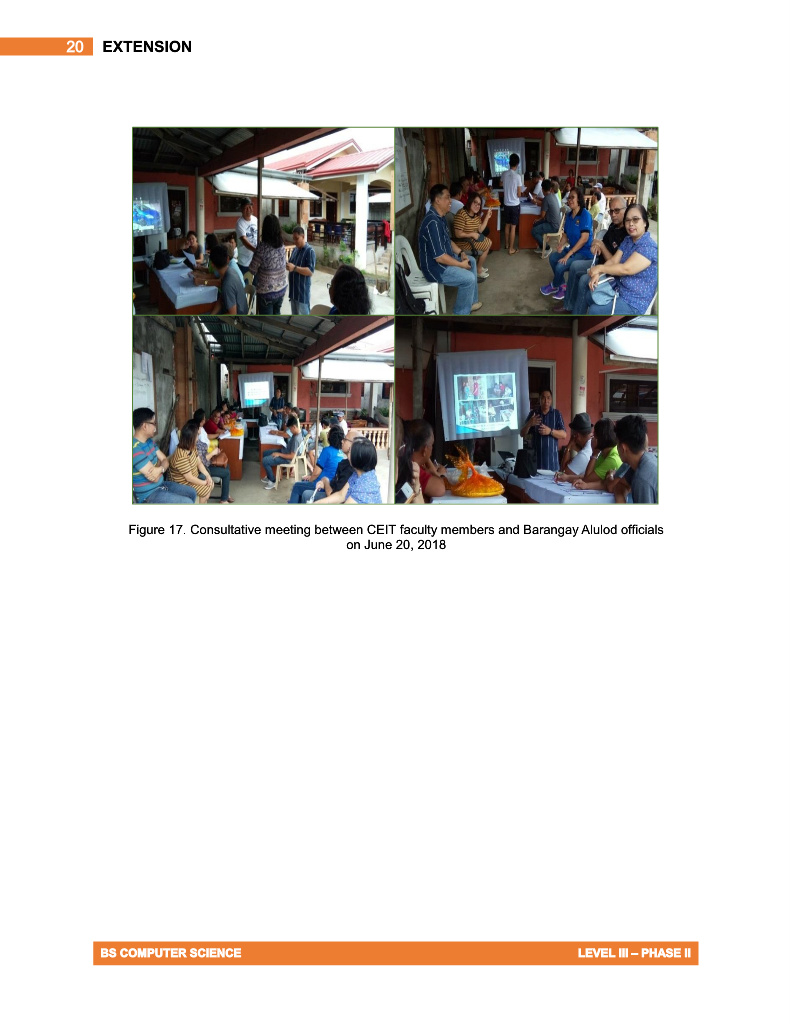 20 EXTENSION
Figure 17. Consultative meeting between CEIT faculty members and Barangay Alulod officials
on June 20, 2018
BS COMPUTER SCIENCE LEVEL III – PHASE II